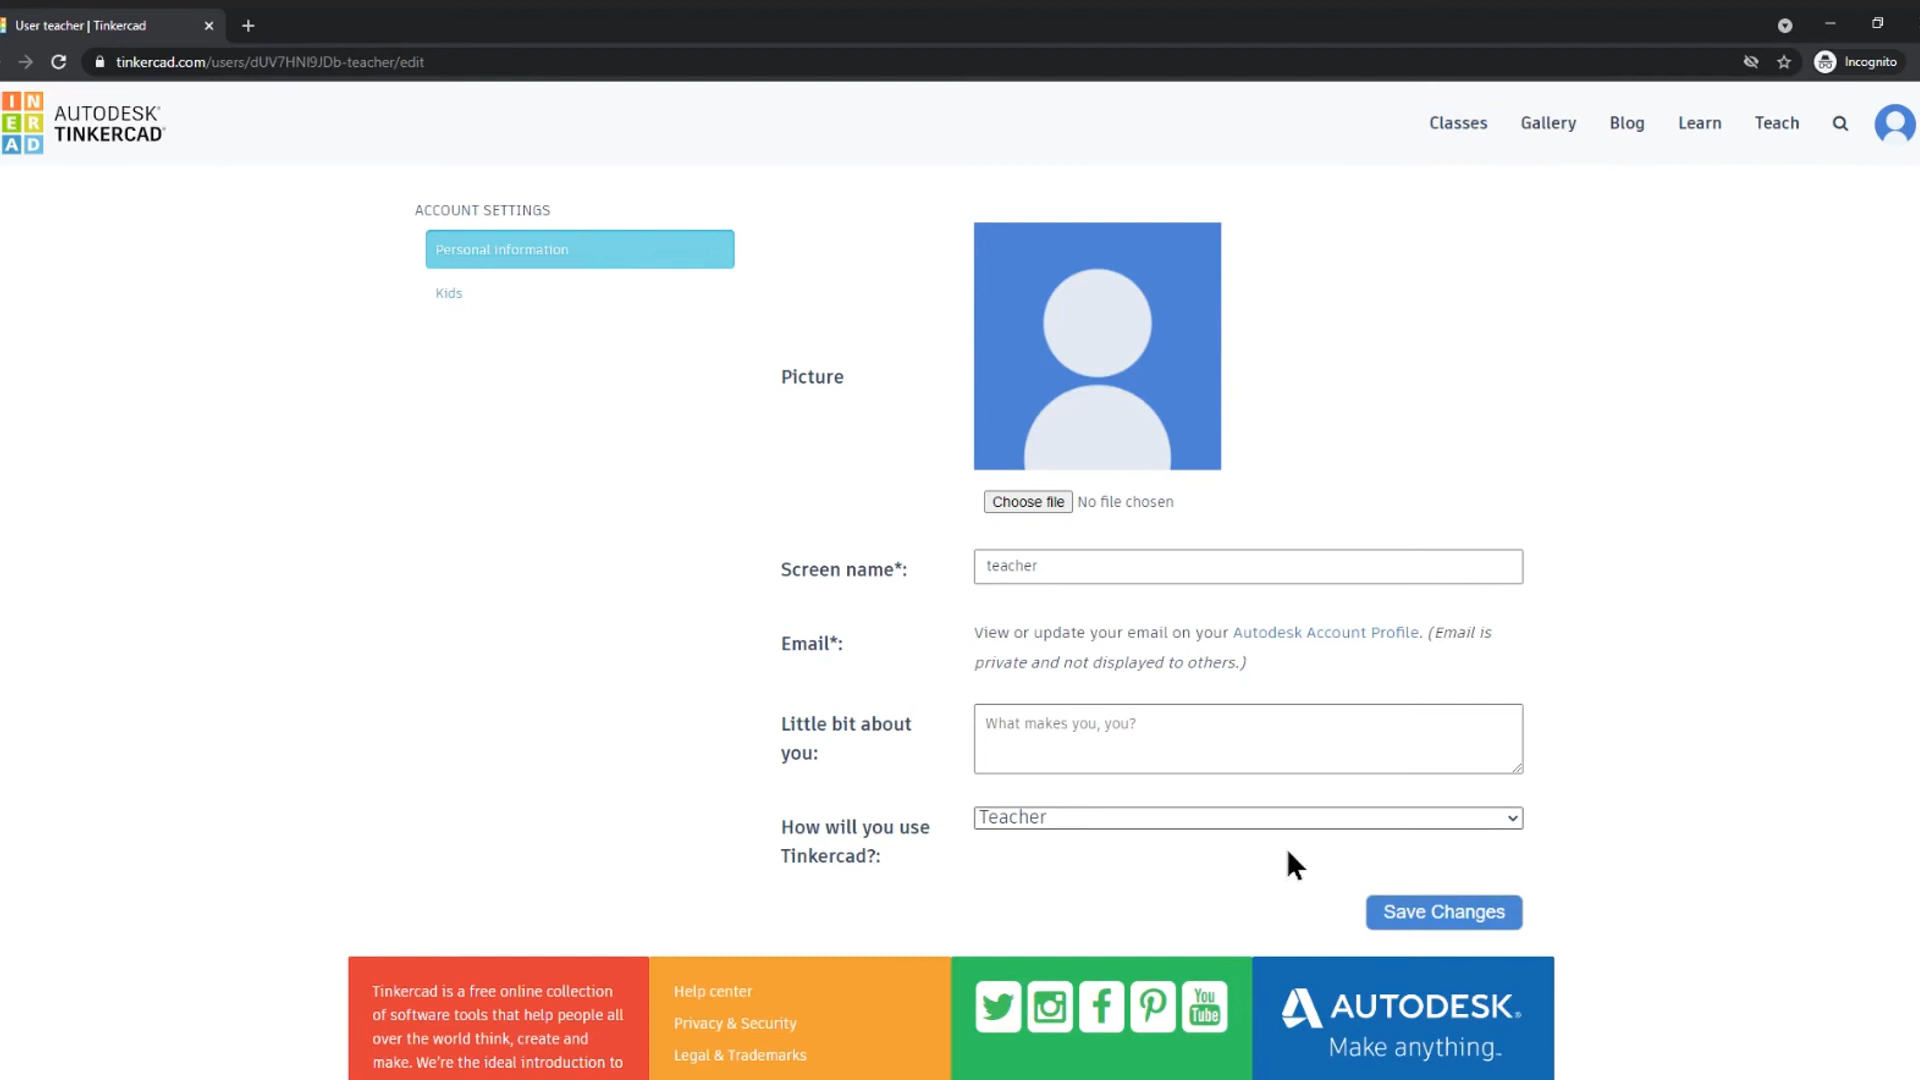 User teacher | Tinkercad
tinkercad.com/users/dUV7HNI9JDb-teacher/edit
Incognito
I N
E R
A D
AUTODESK®
TINKERCAD®
Classes
Gallery
Blog
Learn
Teach
ACCOUNT SETTINGS
Personal information
Kids
Picture
Choose file No file chosen
Screen name*:
teacher
Email*:
View or update your email on your Autodesk Account Profile. (Email is
private and not displayed to others.)
Little bit about
you:
What makes you, you?
How will you use
Tinkercad?:
Teacher
Save Changes
Tinkercad is a free online collection
of software tools that help people all
over the world think, create and
make. We're the ideal introduction to
Help center
Privacy & Security
Legal & Trademarks
You
Tube
AUTODESK®
Make anything™